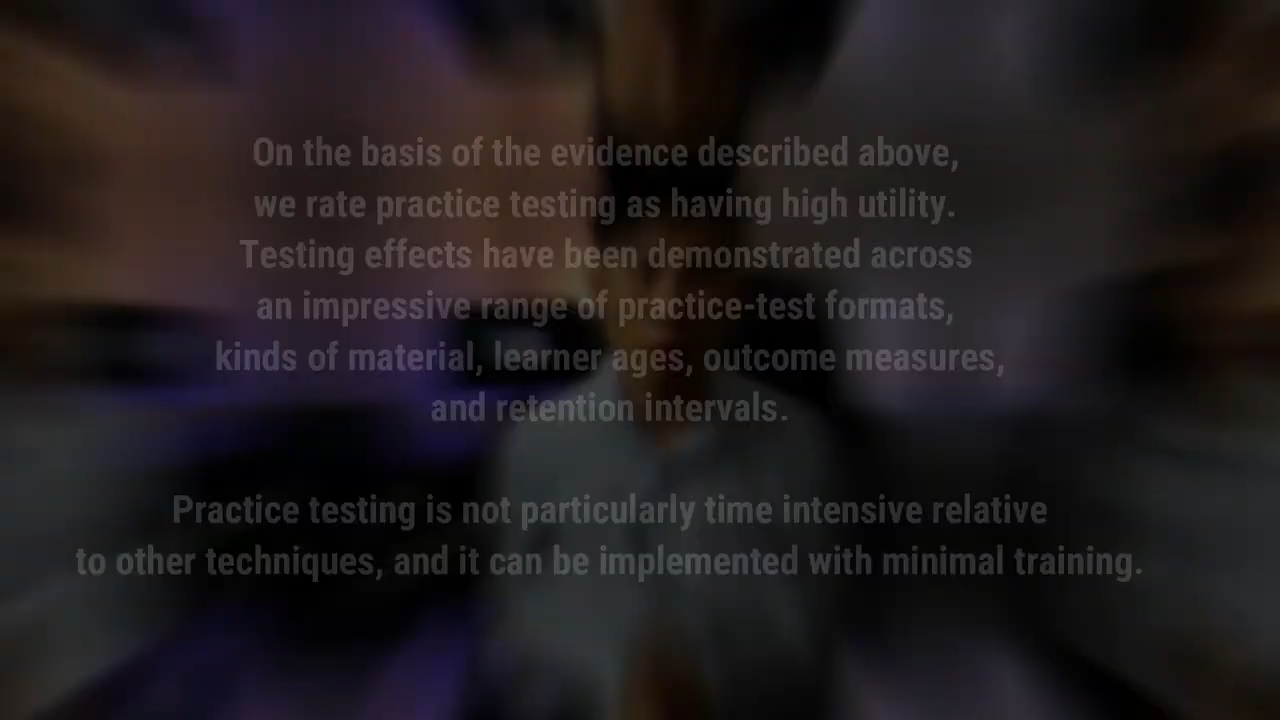 On the basis of the evidence described above,
we rate practice testing as having high utility.
Testing effects have been demonstrated across
an impressive range of practice-test formats,
kinds of material, learner ages, outcome measures,
and retention intervals.
Practice testing is not particularly time intensive relative
to other techniques, and it can be implemented with minimal training.